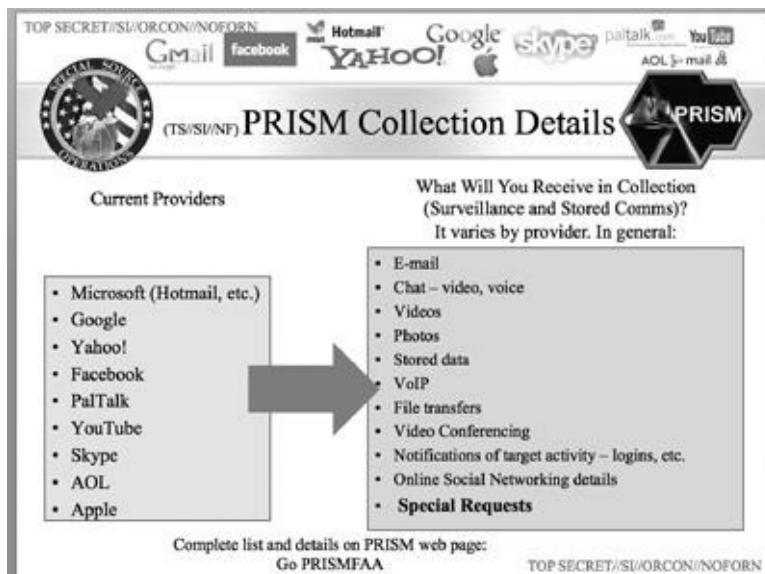 TOP SECRET//SI//ORCON//NOFORN
Gmail
facebook
msn
Hotmail
YAHOO!
Google
skype
paltalk.com
YouTube
AOL mail
SPECIAL SOURCE
OPERATIONS
(TS//SI//NF) PRISM Collection Details
PRISM
Current Providers
Microsoft (Hotmail, etc.)
Google
Yahoo!
Facebook
PalTalk
YouTube
Skype
AOL
Apple
What Will You Receive in Collection
(Surveillance and Stored Comms)?
It varies by provider. In general:
E-mail
Chat – video, voice
Videos
Photos
Stored data
VoIP
File transfers
Video Conferencing
Notifications of target activity – logins, etc.
Online Social Networking details
Special Requests
Complete list and details on PRISM web page:
Go PRISMFAA
TOP SECRET//SI//ORCON//NOFORN